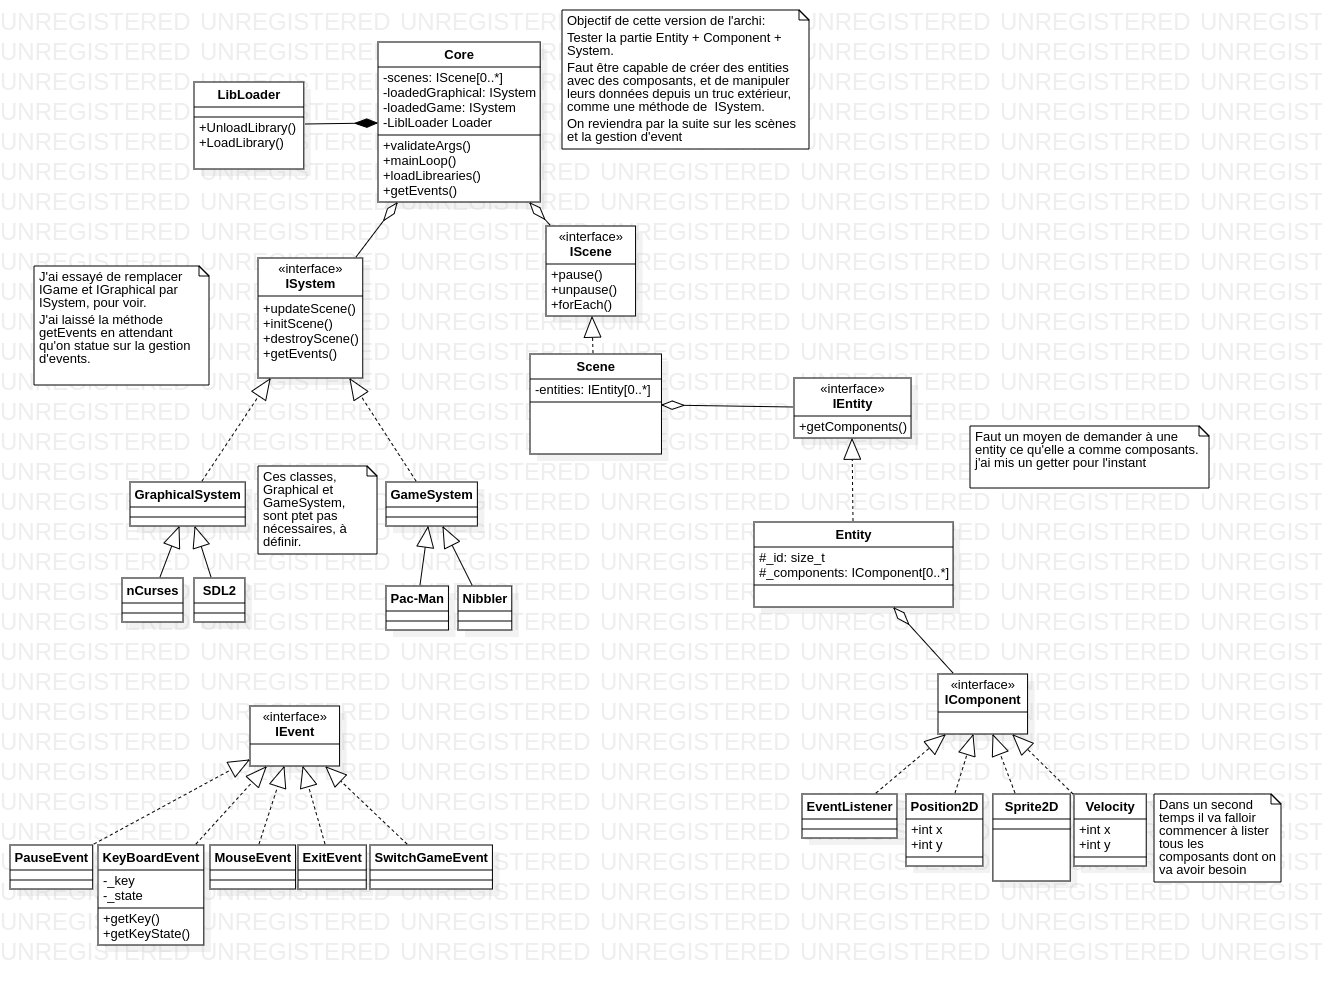 Objectif de cette version de l'archi:
Tester la partie Entity + Component +
System.
Faut être capable de créer des entities
avec des composants, et de manipuler
leurs données depuis un truc extérieur,
comme une méthode de  ISystem.
On reviendra par la suite sur les scènes
et la gestion d'event
Core
-scenes: IScene[0..*]
-loadedGraphical: ISystem
-loadedGame: ISystem
-LiblLoader Loader
+validateArgs()
+mainLoop()
+loadLibrearies()
+getEvents()
LibLoader
+UnloadLibrary()
+LoadLibrary()
«interface»
IScene
+pause()
+unpause()
+forEach()
«interface»
ISystem
+updateScene()
+initScene()
+destroyScene()
+getEvents()
J'ai essayé de remplacer
IGame et IGraphical par
ISystem, pour voir.
J'ai laissé la méthode
getEvents en attendant
qu'on statue sur la gestion
d'events.
Scene
-entities: IEntity[0..*]
«interface»
IEntity
+getComponents()
Faut un moyen de demander à une
entity ce qu'elle a comme composants.
j'ai mis un getter pour l'instant
GraphicalSystem
Ces classes,
Graphical et
GameSystem,
sont ptet pas
nécessaires, à
définir.
GameSystem
Entity
#_id: size_t
#_components: IComponent[0..*]
nCurses
SDL2
Pac-Man
Nibbler
«interface»
IComponent
«interface»
IEvent
EventListener
Position2D
+int x
+int y
Sprite2D
Velocity
+int x
+int y
Dans un second
temps il va falloir
commencer à lister
tous les
composants dont on
va avoir besoin
PauseEvent
KeyBoardEvent
-_key
-_state
+getKey()
+getKeyState()
MouseEvent
ExitEvent
SwitchGameEvent
UNREGISTERED